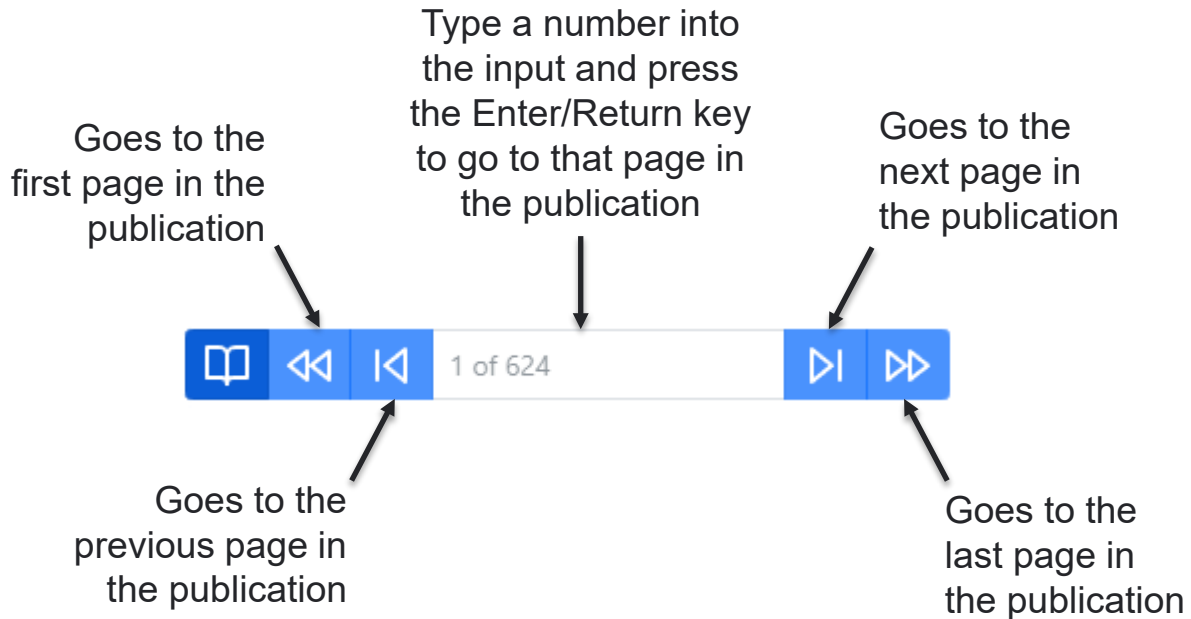 Type a number into
the input and press
the Enter/Return key
to go to that page in
the publication
Goes to the
first page in the
publication
Goes to the
next page in
the publication
1 of 624
Goes to the
previous page in
the publication
Goes to the
last page in
the publication